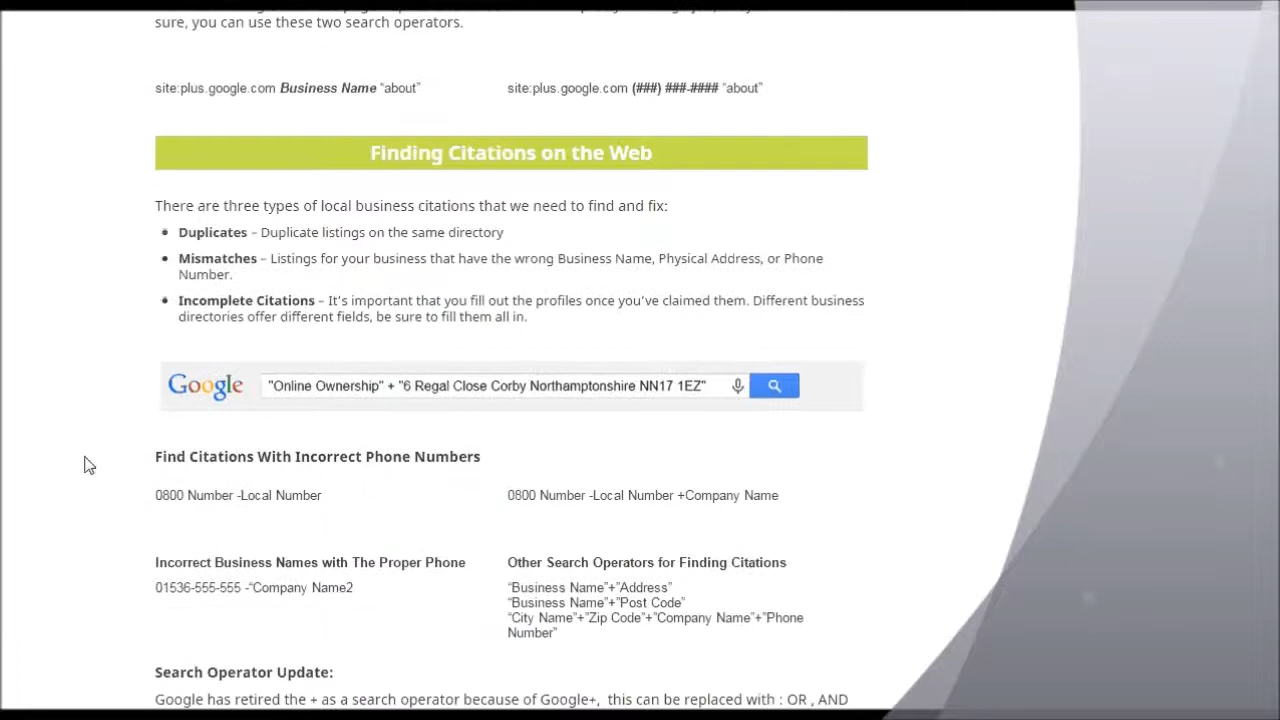 sure, you can use these two search operators.
site:plus.google.com Business Name "about"
site:plus.google.com (###) ###-#### "about"
Finding Citations on the Web
There are three types of local business citations that we need to find and fix:
• Duplicates – Duplicate listings on the same directory
• Mismatches – Listings for your business that have the wrong Business Name, Physical Address, or Phone
Number.
• Incomplete Citations – It's important that you fill out the profiles once you've claimed them. Different business
directories offer different fields, be sure to fill them all in.
Google "Online Ownership" + "6 Regal Close Corby Northamptonshire NN17 1EZ"
Find Citations With Incorrect Phone Numbers
0800 Number -Local Number
0800 Number -Local Number +Company Name
Incorrect Business Names with The Proper Phone
01536-555-555 -"Company Name2
Other Search Operators for Finding Citations
"Business Name"+"Address"
"Business Name"+"Post Code"
"City Name"+"Zip Code"+"Company Name"+"Phone
Number"
Search Operator Update:
Google has retired the + as a search operator because of Google+, this can be replaced with : OR , AND